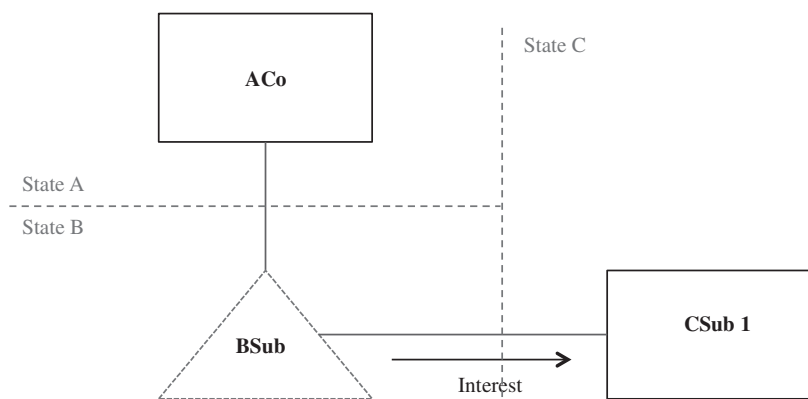 State C
ACo
State A
State B
BSub
CSub 1
Interest